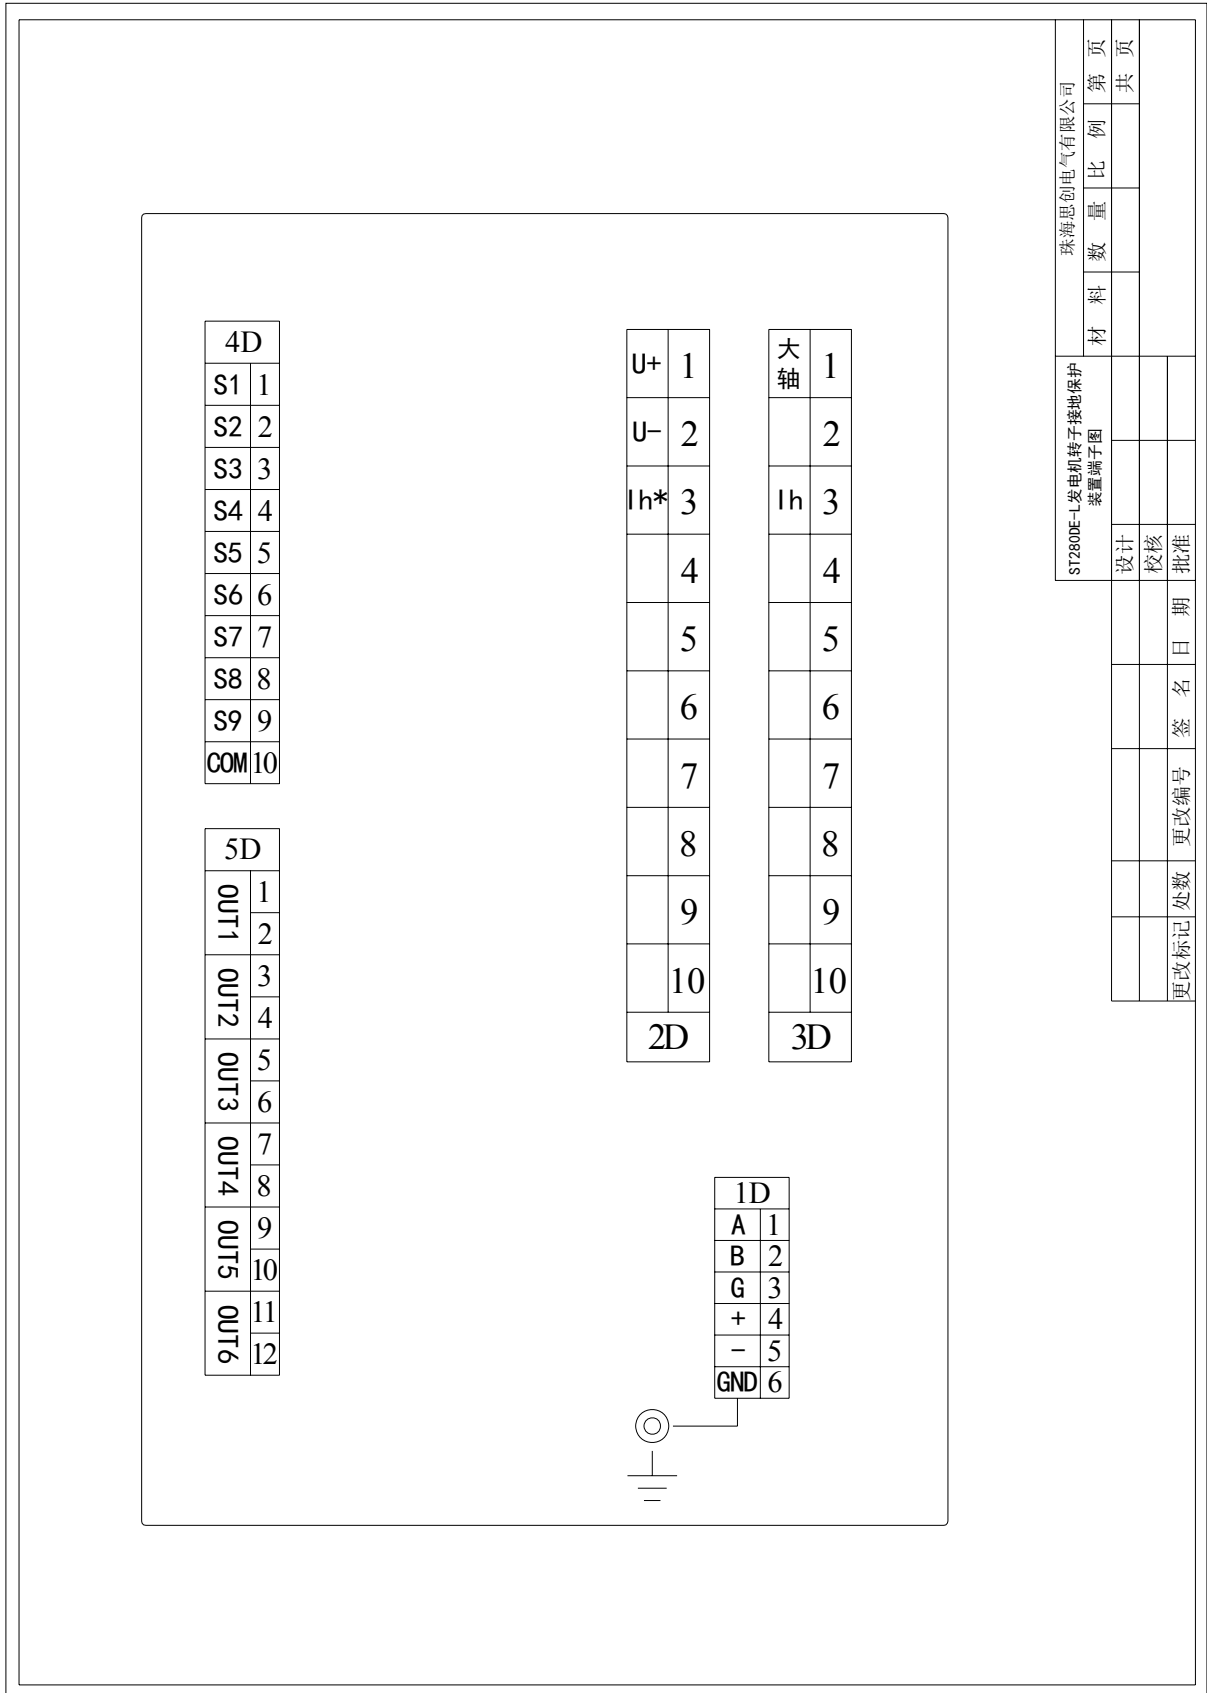 4D
S1 1
S2 2
S3 3
S4 4
S5 5
S6 6
S7 7
S8 8
S9 9
COM 10
5D
OUT1 1
2
OUT2 3
4
OUT3 5
6
OUT4 7
8
OUT5 9
10
OUT6 11
12
U+ 1
U- 2
Ih* 3
4
5
6
7
8
9
10
2D
大轴 1
2
Ih 3
4
5
6
7
8
9
10
3D
1D
A 1
B 2
G 3
+ 4
- 5
GND 6
珠海思创电气有限公司
材 料 数 量 比 例 第 页
共 页
ST280DE-L发电机转子接地保护
装置端子图
设计
校核
批准
更改标记 处数 更改编号 签 名 日 期